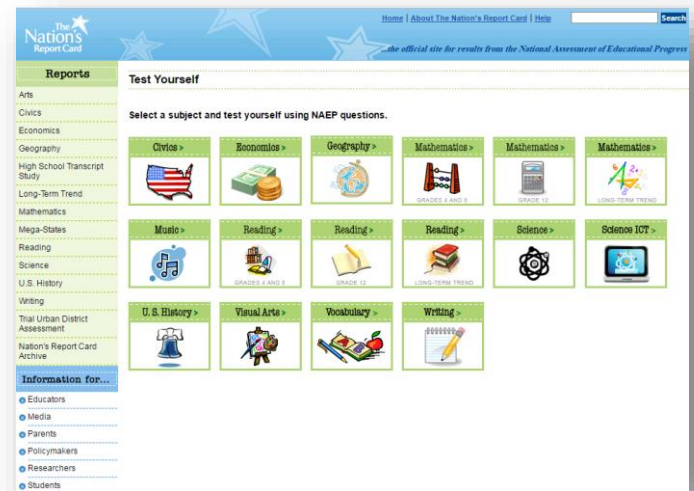 The
Nation's
Report Card
Home | About The Nation's Report Card | Help
Search
...the official site for results from the National Assessment of Educational Progress
Reports
Arts
Civics
Economics
Geography
High School Transcript
Study
Long-Term Trend
Mathematics
Mega-States
Reading
Science
U.S. History
Writing
Trial Urban District
Assessment
Nation's Report Card
Archive
Information for...
Educators
Media
Parents
Policymakers
Researchers
Students
Test Yourself
Select a subject and test yourself using NAEP questions.
Civics > Economics > Geography > Mathematics > Mathematics > Mathematics >
GRADES 4 AND 8 GRADE 12 LONG-TERM TREND
Music > Reading > Reading > Reading > Science > Science ICT >
GRADES 4 AND 8 GRADE 12 LONG-TERM TREND
U. S. History > Visual Arts > Vocabulary > Writing >